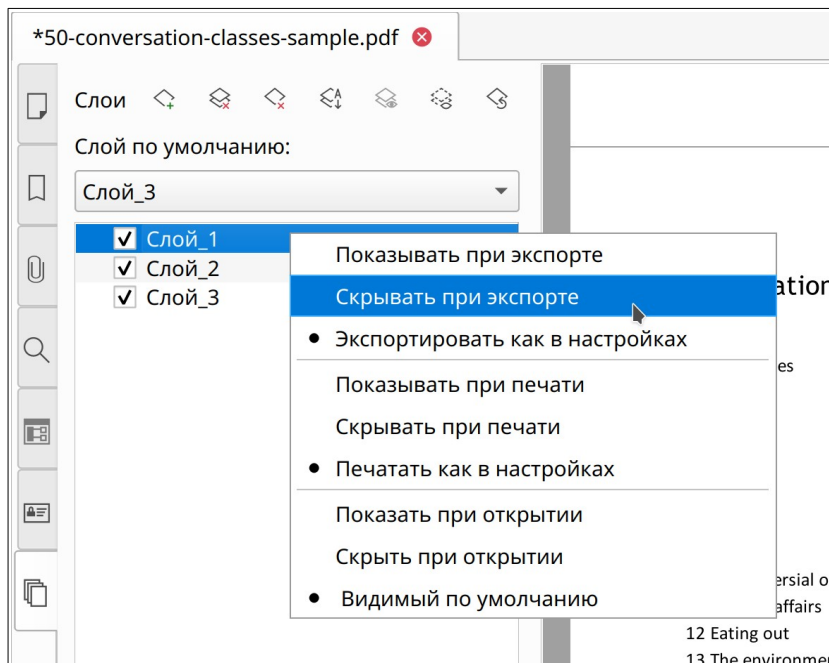 *50-conversation-classes-sample.pdf
Слои
Слой по умолчанию:
Слой_3
Слой_1
Слой_2
Слой_3
Показывать при экспорте
Скрывать при экспорте
Экспортировать как в настройках
Показывать при печати
Скрывать при печати
Печатать как в настройках
Показать при открытии
Скрыть при открытии
Видимый по умолчанию
12 Eating out